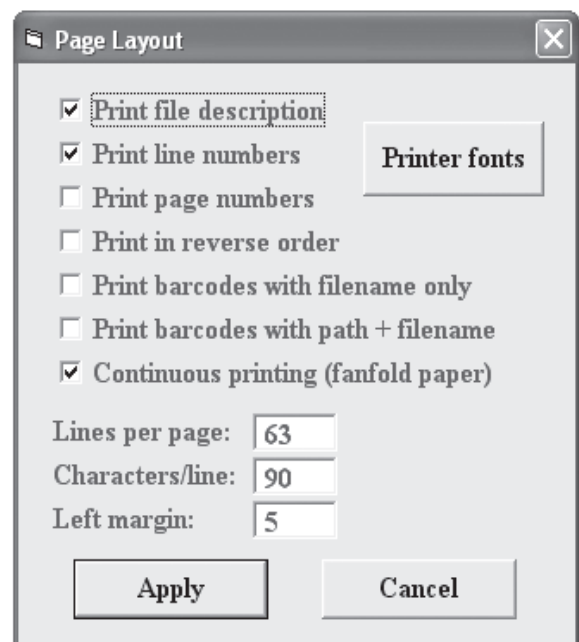 Page Layout
Print file description
Print line numbers
Printer fonts
Print page numbers
Print in reverse order
Print barcodes with filename only
Print barcodes with path + filename
Continuous printing (fanfold paper)
Lines per page: 63
Characters/line: 90
Left margin: 5
Apply Cancel